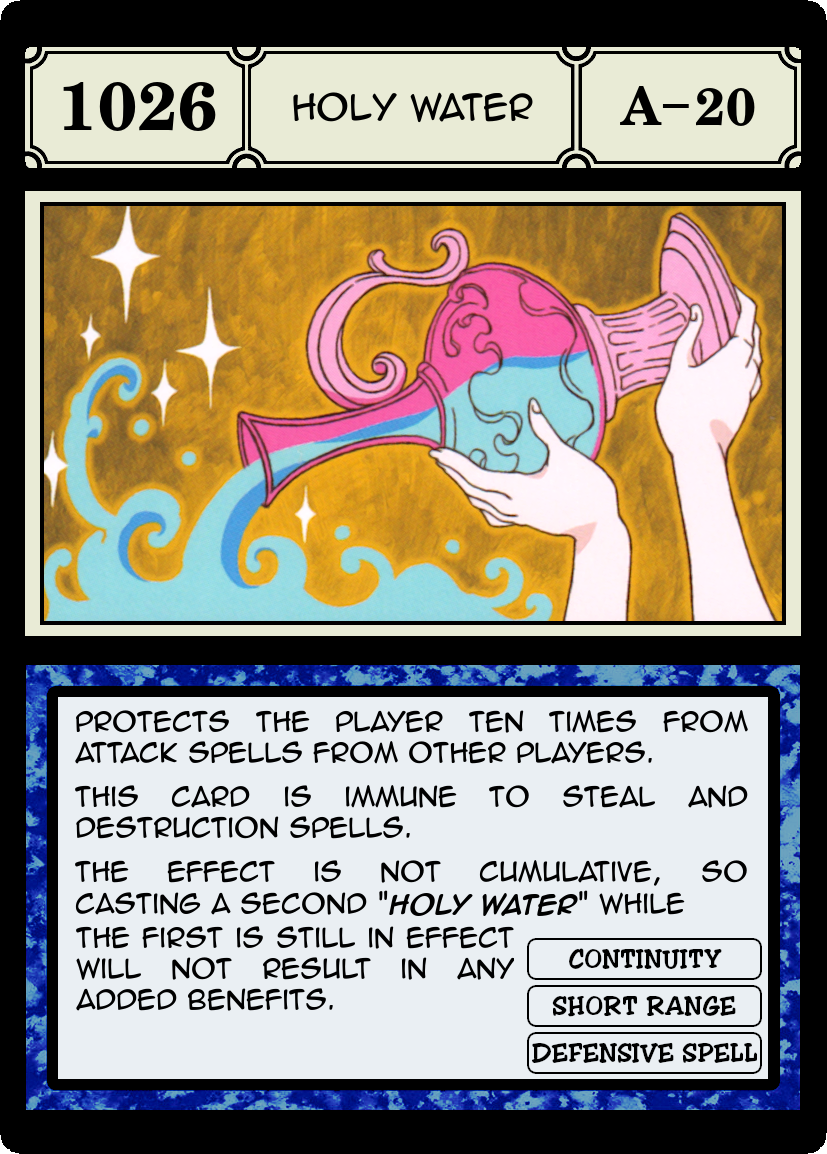 1026
HOLY WATER
A-20
PROTECTS THE PLAYER TEN TIMES FROM
ATTACK SPELLS FROM OTHER PLAYERS.
THIS CARD IS IMMUNE TO STEAL AND
DESTRUCTION SPELLS.
THE EFFECT IS NOT CUMULATIVE, SO
CASTING A SECOND "HOLY WATER" WHILE
THE FIRST IS STILL IN EFFECT
WILL NOT RESULT IN ANY
ADDED BENEFITS.
CONTINUITY
SHORT RANGE
DEFENSIVE SPELL